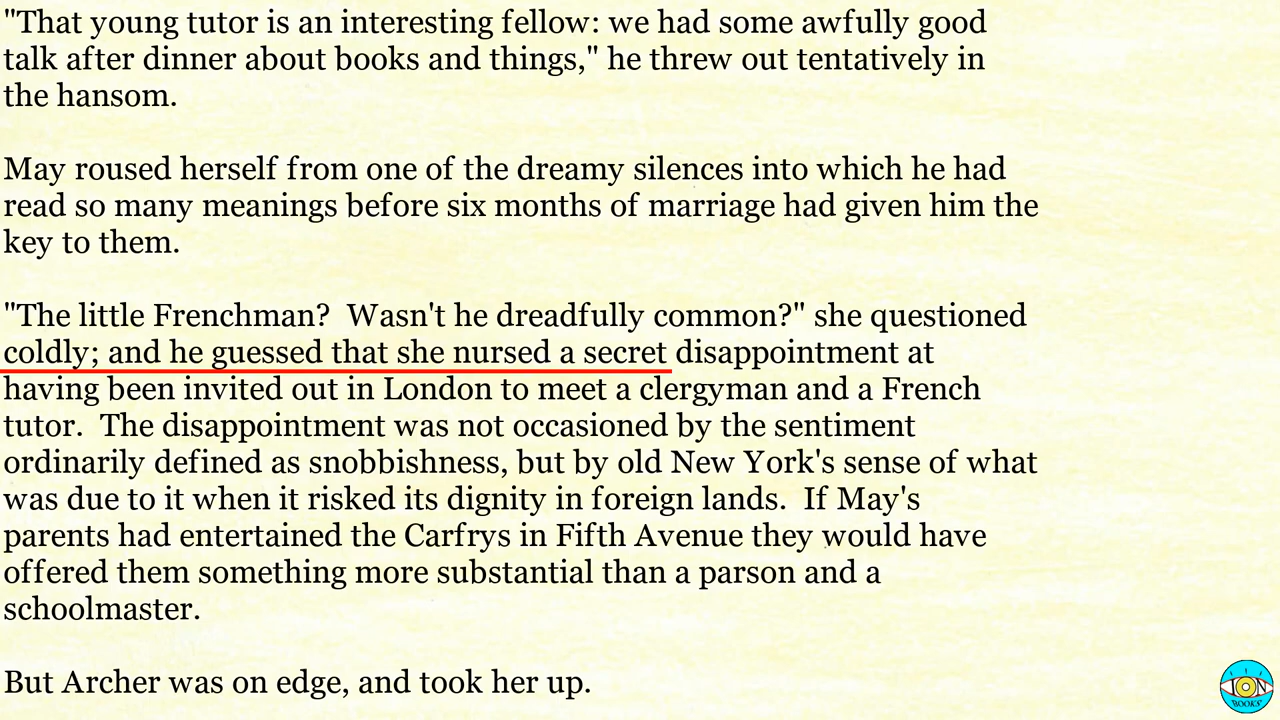 "That young tutor is an interesting fellow: we had some awfully good
talk after dinner about books and things," he threw out tentatively in
the hansom.
May roused herself from one of the dreamy silences into which he had
read so many meanings before six months of marriage had given him the
key to them.
"The little Frenchman?  Wasn't he dreadfully common?" she questioned
coldly; and he guessed that she nursed a secret disappointment at
having been invited out in London to meet a clergyman and a French
tutor.  The disappointment was not occasioned by the sentiment
ordinarily defined as snobbishness, but by old New York's sense of what
was due to it when it risked its dignity in foreign lands.  If May's
parents had entertained the Carfrys in Fifth Avenue they would have
offered them something more substantial than a parson and a
schoolmaster.
But Archer was on edge, and took her up.
ION
BOOKS